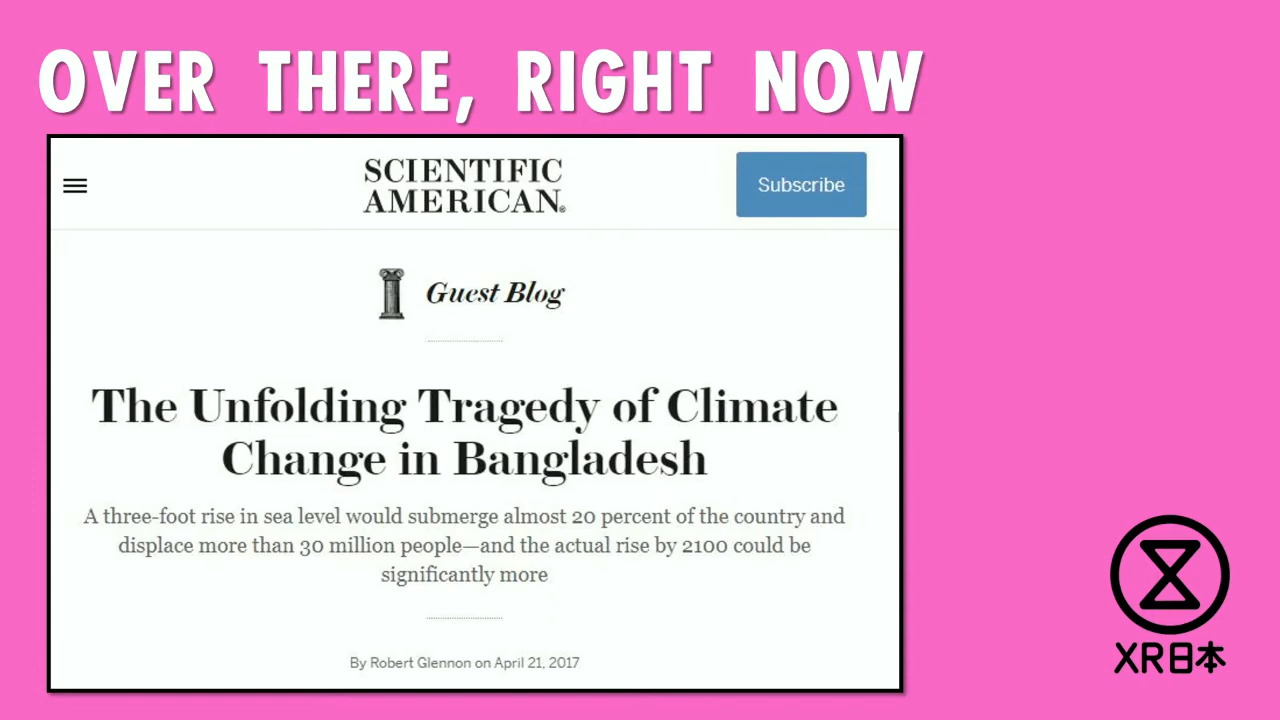 OVER THERE, RIGHT NOW
SCIENTIFIC
AMERICAN®
Subscribe
Guest Blog
The Unfolding Tragedy of Climate
Change in Bangladesh
A three-foot rise in sea level would submerge almost 20 percent of the country and
displace more than 30 million people—and the actual rise by 2100 could be
significantly more
By Robert Glennon on April 21, 2017
XR日本